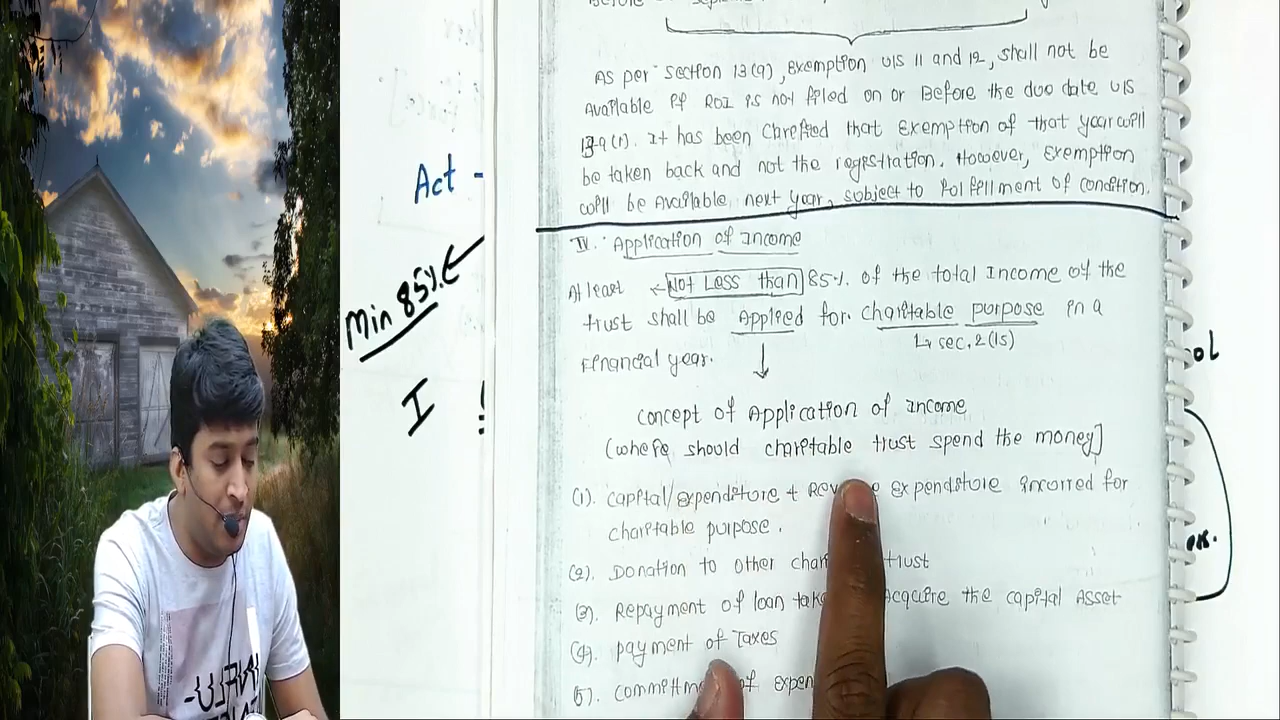 As per section 13(9), exemption U/S 11 and 12, shall not be
Available if ROI is not filed on or Before the due date U/S
139(1). It has been Clarified that exemption of that year will
be taken back and not the registration. However, exemption
will be Available next year, subject to fulfillment of condition.
Act -
Min 85%
I
IV. Application of Income
At least Not Less than 85% of the total Income of the
trust shall be Applied for charitable purpose in a
Financial year.
sec. 2(15)
concept of Application of Income
(where should charitable trust spend the money]
(1). capital/expenditure + expenditure incurred for
charitable purpose.
(2). Donation to other trust
(3). Repayment of loan Acquire the capital Asset
(4). payment of Taxes
(5). of